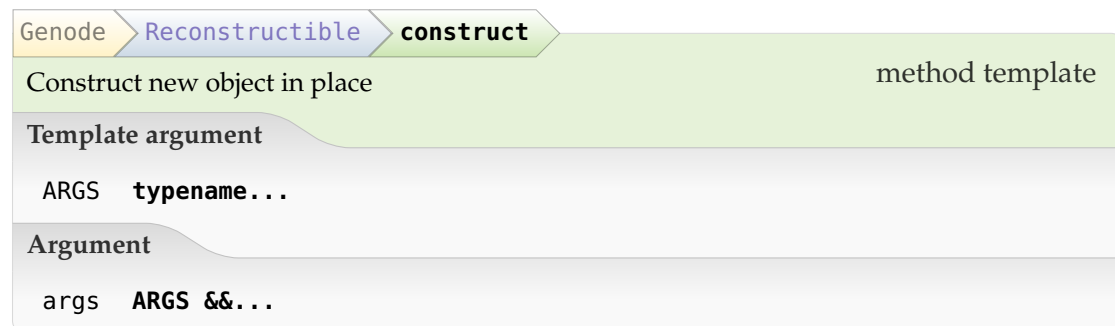 Genode Reconstructible construct
Construct new object in place method template
Template argument
ARGS typename...
Argument
args ARGS &&...